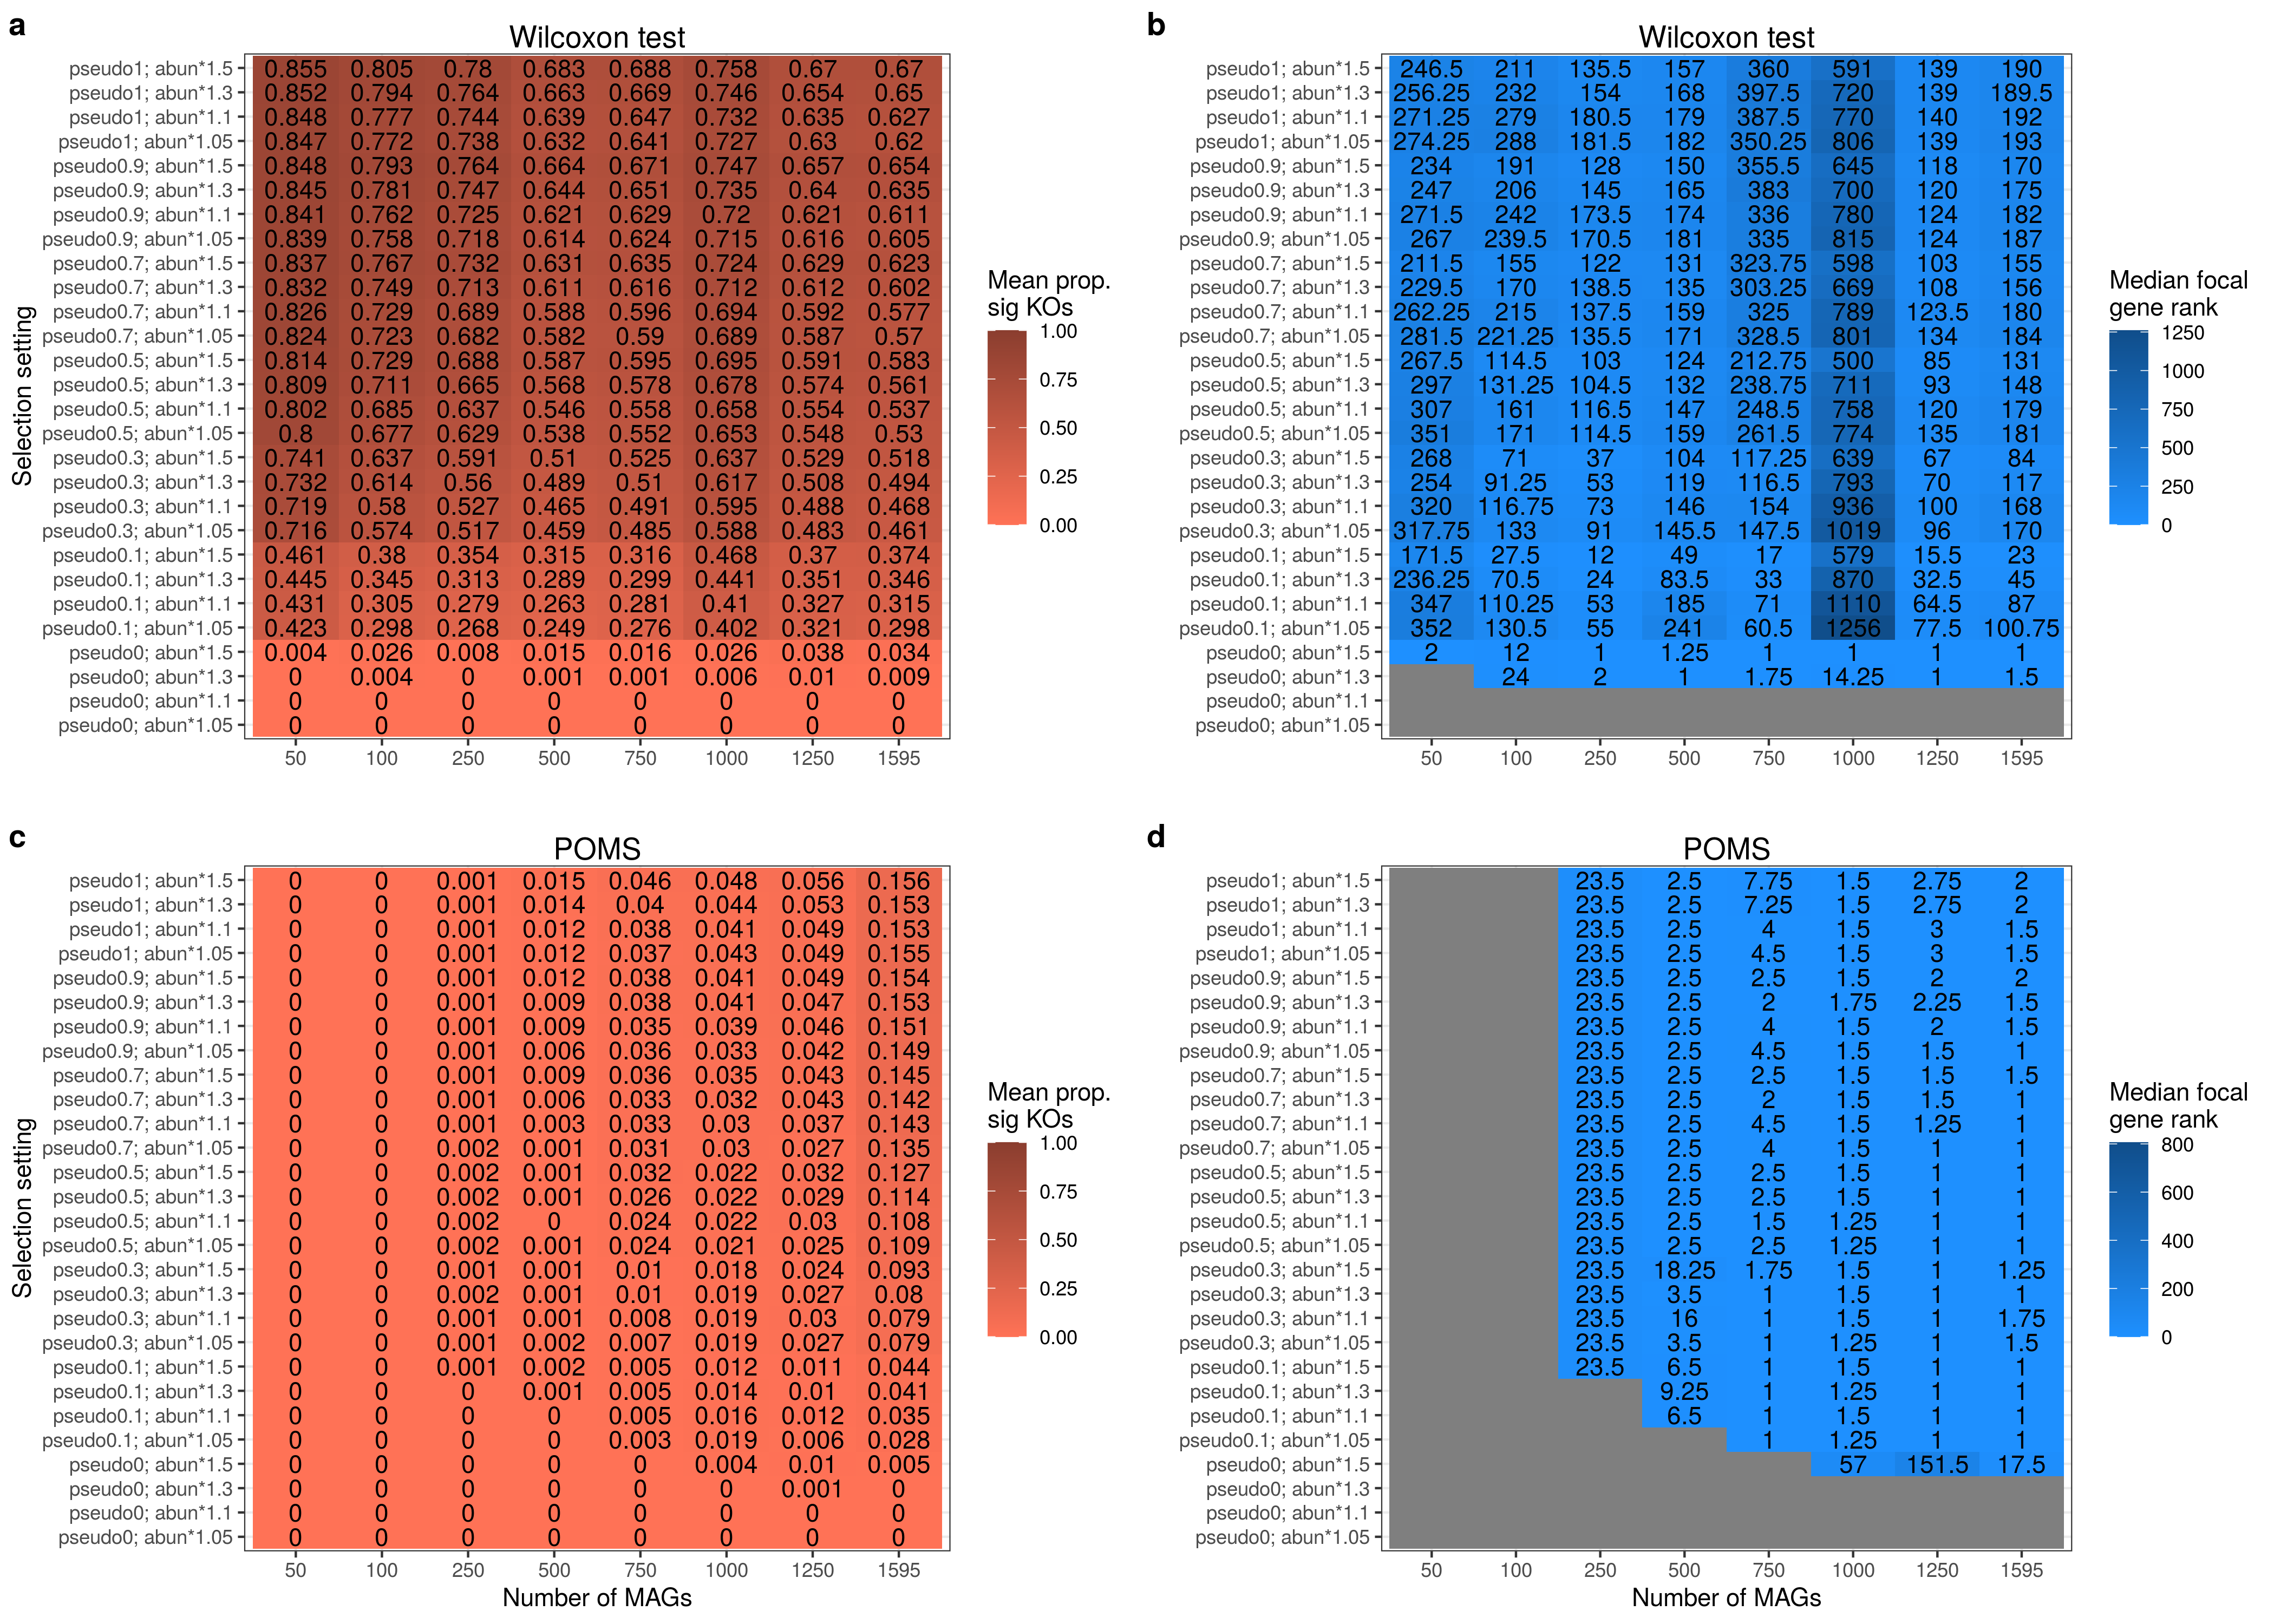 a
Wilcoxon test
Selection setting
pseudo1; abun*1.5 0.855 0.805 0.78 0.683 0.688 0.758 0.67 0.67
pseudo1; abun*1.3 0.852 0.794 0.764 0.663 0.669 0.746 0.654 0.65
pseudo1; abun*1.1 0.848 0.777 0.744 0.639 0.647 0.732 0.635 0.627
pseudo1; abun*1.05 0.847 0.772 0.738 0.632 0.641 0.727 0.63 0.62
pseudo0.9; abun*1.5 0.848 0.793 0.764 0.664 0.671 0.747 0.657 0.654
pseudo0.9; abun*1.3 0.845 0.781 0.747 0.644 0.651 0.735 0.64 0.635
pseudo0.9; abun*1.1 0.841 0.762 0.725 0.621 0.629 0.72 0.621 0.611
pseudo0.9; abun*1.05 0.839 0.758 0.718 0.614 0.624 0.715 0.616 0.605
pseudo0.7; abun*1.5 0.837 0.767 0.732 0.631 0.635 0.724 0.629 0.623
pseudo0.7; abun*1.3 0.832 0.749 0.713 0.611 0.616 0.712 0.612 0.602
pseudo0.7; abun*1.1 0.826 0.729 0.689 0.588 0.596 0.694 0.592 0.577
pseudo0.7; abun*1.05 0.824 0.723 0.682 0.582 0.59 0.689 0.587 0.57
pseudo0.5; abun*1.5 0.814 0.729 0.688 0.587 0.595 0.695 0.591 0.583
pseudo0.5; abun*1.3 0.809 0.711 0.665 0.568 0.578 0.678 0.574 0.561
pseudo0.5; abun*1.1 0.802 0.685 0.637 0.546 0.558 0.658 0.554 0.537
pseudo0.5; abun*1.05 0.8 0.677 0.629 0.538 0.552 0.653 0.548 0.53
pseudo0.3; abun*1.5 0.741 0.637 0.591 0.51 0.525 0.637 0.529 0.518
pseudo0.3; abun*1.3 0.732 0.614 0.56 0.489 0.51 0.617 0.508 0.494
pseudo0.3; abun*1.1 0.719 0.58 0.527 0.465 0.491 0.595 0.488 0.468
pseudo0.3; abun*1.05 0.716 0.574 0.517 0.459 0.485 0.588 0.483 0.461
pseudo0.1; abun*1.5 0.461 0.38 0.354 0.315 0.316 0.468 0.37 0.374
pseudo0.1; abun*1.3 0.445 0.345 0.313 0.289 0.299 0.441 0.351 0.346
pseudo0.1; abun*1.1 0.431 0.305 0.279 0.263 0.281 0.41 0.327 0.315
pseudo0.1; abun*1.05 0.423 0.298 0.268 0.249 0.276 0.402 0.321 0.298
pseudo0; abun*1.5 0.004 0.026 0.008 0.015 0.016 0.026 0.038 0.034
pseudo0; abun*1.3 0 0.004 0 0.001 0.001 0.006 0.01 0.009
pseudo0; abun*1.1 0 0 0 0 0 0 0 0
pseudo0; abun*1.05 0 0 0 0 0 0 0 0
50 100 250 500 750 1000 1250 1595
Mean prop.
sig KOs
1.00
0.75
0.50
0.25
0.00
b
Wilcoxon test
pseudo1; abun*1.5 246.5 211 135.5 157 360 591 139 190
pseudo1; abun*1.3 256.25 232 154 168 397.5 720 139 189.5
pseudo1; abun*1.1 271.25 279 180.5 179 387.5 770 140 192
pseudo1; abun*1.05 274.25 288 181.5 182 350.25 806 139 193
pseudo0.9; abun*1.5 234 191 128 150 355.5 645 118 170
pseudo0.9; abun*1.3 247 206 145 165 383 700 120 175
pseudo0.9; abun*1.1 271.5 242 173.5 174 336 780 124 182
pseudo0.9; abun*1.05 267 239.5 170.5 181 335 815 124 187
pseudo0.7; abun*1.5 211.5 155 122 131 323.75 598 103 155
pseudo0.7; abun*1.3 229.5 170 138.5 135 303.25 669 108 156
pseudo0.7; abun*1.1 262.25 215 137.5 159 325 789 123.5 180
pseudo0.7; abun*1.05 281.5 221.25 135.5 171 328.5 801 134 184
pseudo0.5; abun*1.5 267.5 114.5 103 124 212.75 500 85 131
pseudo0.5; abun*1.3 297 131.25 104.5 132 238.75 711 93 148
pseudo0.5; abun*1.1 307 161 116.5 147 248.5 758 120 179
pseudo0.5; abun*1.05 351 171 114.5 159 261.5 774 135 181
pseudo0.3; abun*1.5 268 71 37 104 117.25 639 67 84
pseudo0.3; abun*1.3 254 91.25 53 119 116.5 793 70 117
pseudo0.3; abun*1.1 320 116.75 73 146 154 936 100 168
pseudo0.3; abun*1.05 317.75 133 91 145.5 147.5 1019 96 170
pseudo0.1; abun*1.5 171.5 27.5 12 49 17 579 15.5 23
pseudo0.1; abun*1.3 236.25 70.5 24 83.5 33 870 32.5 45
pseudo0.1; abun*1.1 347 110.25 53 185 71 1110 64.5 87
pseudo0.1; abun*1.05 352 130.5 55 241 60.5 1256 77.5 100.75
pseudo0; abun*1.5 2 12 1 1.25 1 1 1 1
pseudo0; abun*1.3 24 2 1 1.75 14.25 1 1.5
pseudo0; abun*1.1
pseudo0; abun*1.05
50 100 250 500 750 1000 1250 1595
Median focal
gene rank
1250
1000
750
500
250
0
c
POMS
Selection setting
pseudo1; abun*1.5 0 0 0.001 0.015 0.046 0.048 0.056 0.156
pseudo1; abun*1.3 0 0 0.001 0.014 0.04 0.044 0.053 0.153
pseudo1; abun*1.1 0 0 0.001 0.012 0.038 0.041 0.049 0.153
pseudo1; abun*1.05 0 0 0.001 0.012 0.037 0.043 0.049 0.155
pseudo0.9; abun*1.5 0 0 0.001 0.012 0.038 0.041 0.049 0.154
pseudo0.9; abun*1.3 0 0 0.001 0.009 0.038 0.041 0.047 0.153
pseudo0.9; abun*1.1 0 0 0.001 0.009 0.035 0.039 0.046 0.151
pseudo0.9; abun*1.05 0 0 0.001 0.006 0.036 0.033 0.042 0.149
pseudo0.7; abun*1.5 0 0 0.001 0.009 0.036 0.035 0.043 0.145
pseudo0.7; abun*1.3 0 0 0.001 0.006 0.033 0.032 0.043 0.142
pseudo0.7; abun*1.1 0 0 0.001 0.003 0.033 0.03 0.037 0.143
pseudo0.7; abun*1.05 0 0 0.002 0.001 0.031 0.03 0.027 0.135
pseudo0.5; abun*1.5 0 0 0.002 0.001 0.032 0.022 0.032 0.127
pseudo0.5; abun*1.3 0 0 0.002 0.001 0.026 0.022 0.029 0.114
pseudo0.5; abun*1.1 0 0 0.002 0 0.024 0.022 0.03 0.108
pseudo0.5; abun*1.05 0 0 0.002 0.001 0.024 0.021 0.025 0.109
pseudo0.3; abun*1.5 0 0 0.001 0.001 0.01 0.018 0.024 0.093
pseudo0.3; abun*1.3 0 0 0.002 0.001 0.01 0.019 0.027 0.08
pseudo0.3; abun*1.1 0 0 0.001 0.001 0.008 0.019 0.03 0.079
pseudo0.3; abun*1.05 0 0 0.001 0.002 0.007 0.019 0.027 0.079
pseudo0.1; abun*1.5 0 0 0.001 0.002 0.005 0.012 0.011 0.044
pseudo0.1; abun*1.3 0 0 0 0.001 0.005 0.014 0.01 0.041
pseudo0.1; abun*1.1 0 0 0 0 0.005 0.016 0.012 0.035
pseudo0.1; abun*1.05 0 0 0 0 0.003 0.019 0.006 0.028
pseudo0; abun*1.5 0 0 0 0 0 0.004 0.01 0.005
pseudo0; abun*1.3 0 0 0 0 0 0 0.001 0
pseudo0; abun*1.1 0 0 0 0 0 0 0 0
pseudo0; abun*1.05 0 0 0 0 0 0 0 0
50 100 250 500 750 1000 1250 1595
Number of MAGs
Mean prop.
sig KOs
1.00
0.75
0.50
0.25
0.00
d
POMS
pseudo1; abun*1.5 23.5 2.5 7.75 1.5 2.75 2
pseudo1; abun*1.3 23.5 2.5 7.25 1.5 2.75 2
pseudo1; abun*1.1 23.5 2.5 4 1.5 3 1.5
pseudo1; abun*1.05 23.5 2.5 4.5 1.5 3 1.5
pseudo0.9; abun*1.5 23.5 2.5 2.5 1.5 2 2
pseudo0.9; abun*1.3 23.5 2.5 2 1.75 2.25 1.5
pseudo0.9; abun*1.1 23.5 2.5 4 1.5 2 1.5
pseudo0.9; abun*1.05 23.5 2.5 4.5 1.5 1.5 1
pseudo0.7; abun*1.5 23.5 2.5 2.5 1.5 1.5 1.5
pseudo0.7; abun*1.3 23.5 2.5 2 1.5 1.5 1
pseudo0.7; abun*1.1 23.5 2.5 4.5 1.5 1.25 1
pseudo0.7; abun*1.05 23.5 2.5 4 1.5 1 1
pseudo0.5; abun*1.5 23.5 2.5 2.5 1.5 1 1
pseudo0.5; abun*1.3 23.5 2.5 2.5 1.5 1 1
pseudo0.5; abun*1.1 23.5 2.5 1.5 1.25 1 1
pseudo0.5; abun*1.05 23.5 2.5 2.5 1.25 1 1
pseudo0.3; abun*1.5 23.5 18.25 1.75 1.5 1 1.25
pseudo0.3; abun*1.3 23.5 3.5 1 1.5 1 1
pseudo0.3; abun*1.1 23.5 16 1 1.5 1 1.75
pseudo0.3; abun*1.05 23.5 3.5 1 1.25 1 1.5
pseudo0.1; abun*1.5 23.5 6.5 1 1.5 1 1
pseudo0.1; abun*1.3 9.25 1 1.25 1 1
pseudo0.1; abun*1.1 6.5 1 1.5 1 1
pseudo0.1; abun*1.05 1 1.25 1 1
pseudo0; abun*1.5 57 151.5 17.5
pseudo0; abun*1.3
pseudo0; abun*1.1
pseudo0; abun*1.05
50 100 250 500 750 1000 1250 1595
Number of MAGs
Median focal
gene rank
800
600
400
200
0